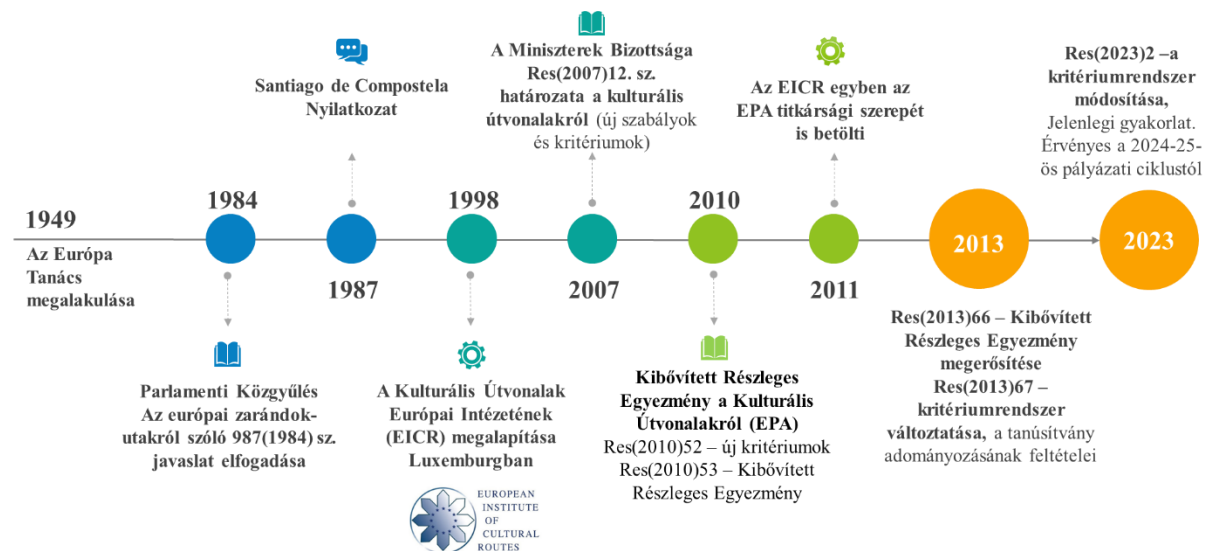 1949
Az Európa
Tanács
megalakulása
1984
Parlamenti Közgyűlés
Az európai zarándok-
utakról szóló 987(1984) sz.
javaslat elfogadása
Santiago de Compostela
Nyilatkozat
1987
1998
A Kulturális Útvonalak
Európai Intézetének
(EICR) megalapítása
Luxemburgban
EUROPEAN
INSTITUTE
OF
CULTURAL
ROUTES
A Miniszterek Bizottsága
Res(2007)12. sz.
határozata a kulturális
útvonalakról (új szabályok
és kritériumok)
2007
2010
Kibővített Részleges
Egyezmény a Kulturális
Útvonalakról (EPA)
Res(2010)52 – új kritériumok
Res(2010)53 – Kibővített
Részleges Egyezmény
Az EICR egyben az
EPA titkársági szerepét
is betölti
2011
2013
Res(2013)66 – Kibővített
Részleges Egyezmény
megerősítése
Res(2013)67 –
kritériumrendszer
változtatása, a tanúsítvány
adományozásának feltételei
Res(2023)2 –a
kritériumrendszer
módosítása,
Jelenlegi gyakorlat.
Érvényes a 2024-25-
ös pályázati ciklustól
2023